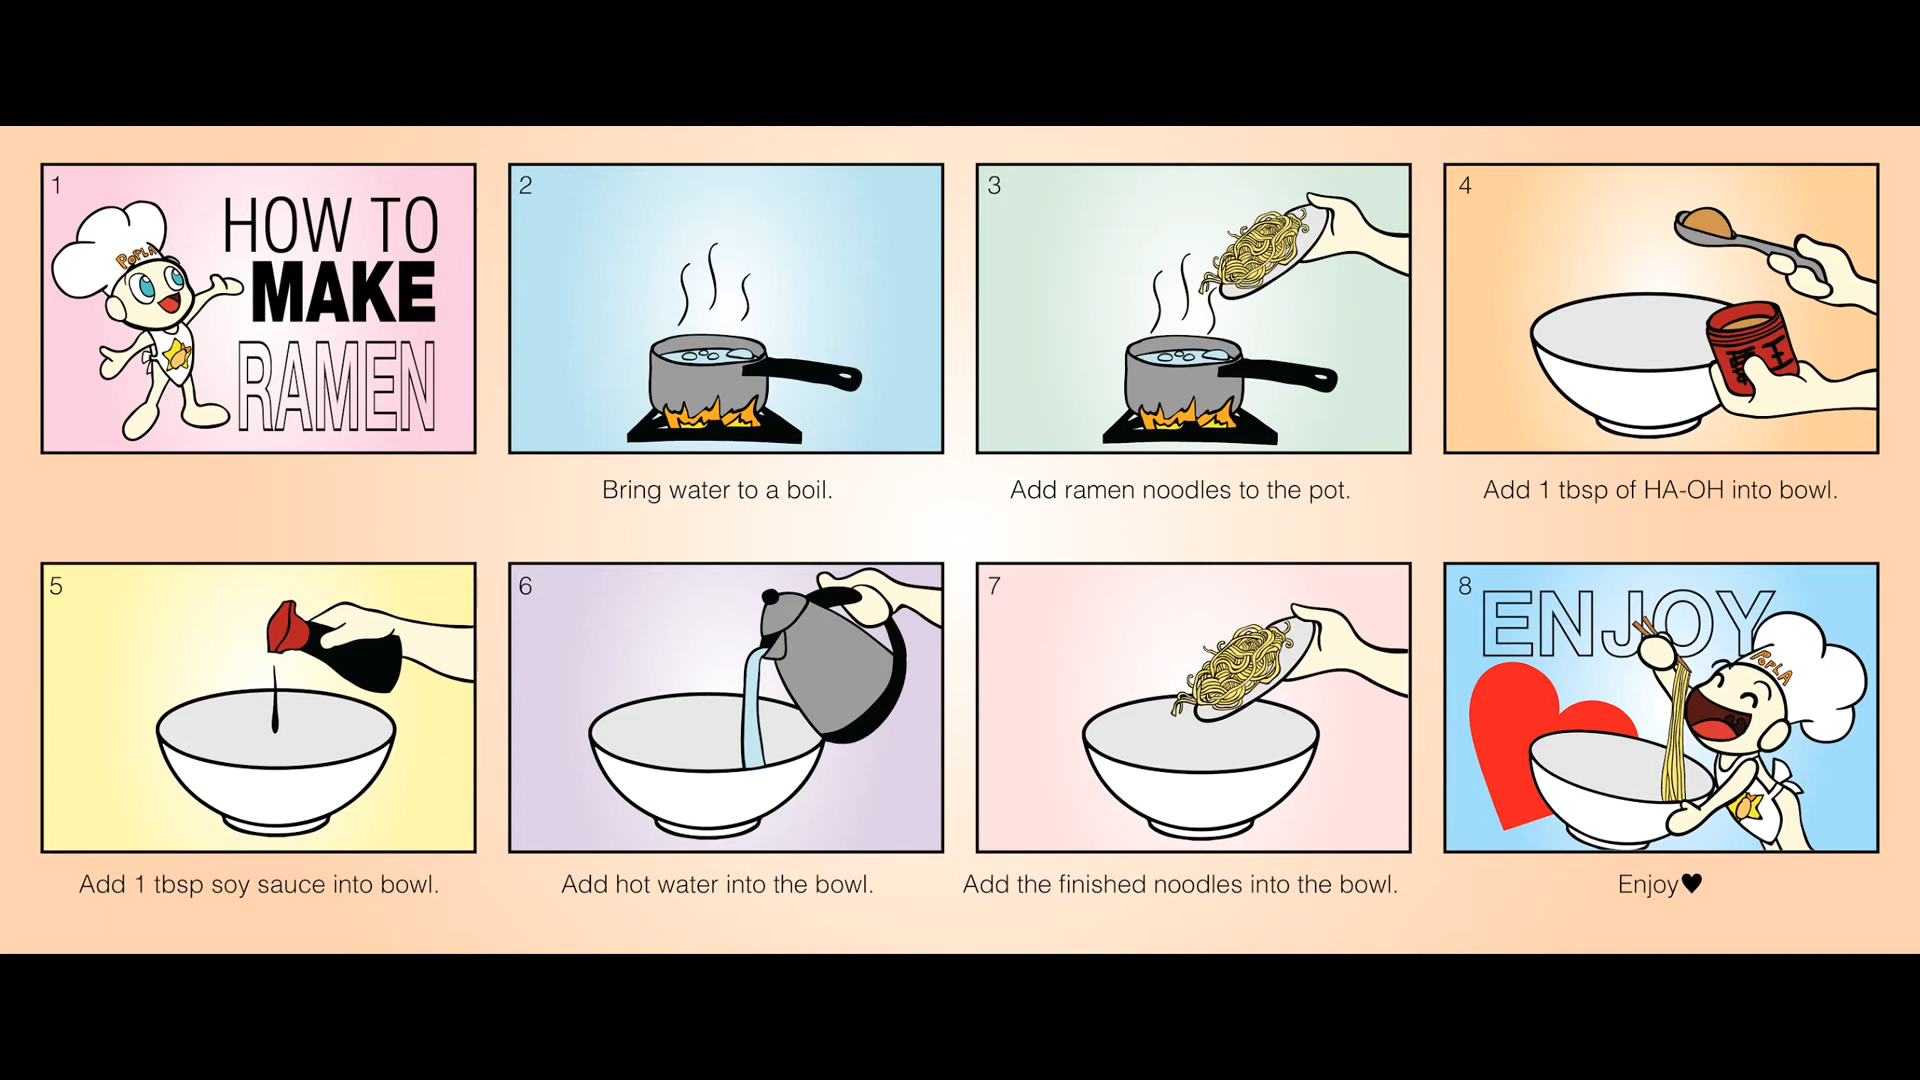 1
POPLA
HOW TO
MAKE
RAMEN
2
Bring water to a boil.
3
Add ramen noodles to the pot.
4
Add 1 tbsp of HA-OH into bowl.
5
Add 1 tbsp soy sauce into bowl.
6
Add hot water into the bowl.
7
Add the finished noodles into the bowl.
8
ENJOY
POPLA
Enjoy♥